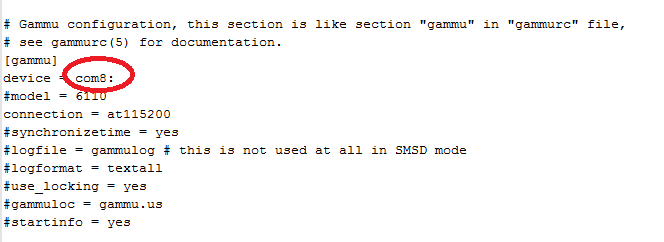 # Gammu configuration, this section is like section "gammu" in "gammurc" file,
# see gammurc(5) for documentation.
[gammu]
device = com8:
#model = 6110
connection = at115200
#synchronizetime = yes
#logfile = gammulog # this is not used at all in SMSD mode
#logformat = textall
#use_locking = yes
#gammuloc = gammu.us
#startinfo = yes